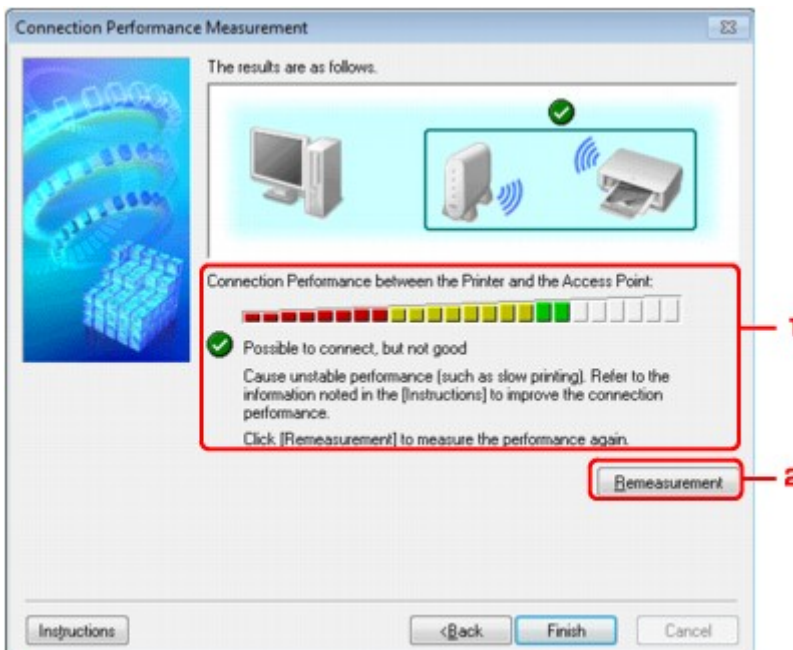 Connection Performance Measurement
The results are as follows.
Connection Performance between the Printer and the Access Point:
1
Possible to connect, but not good
Cause unstable performance (such as slow printing). Refer to the
information noted in the [Instructions] to improve the connection
performance.
Click [Remeasurement] to measure the performance again.
Remeasurement
2
Instructions
<Back
Finish
Cancel